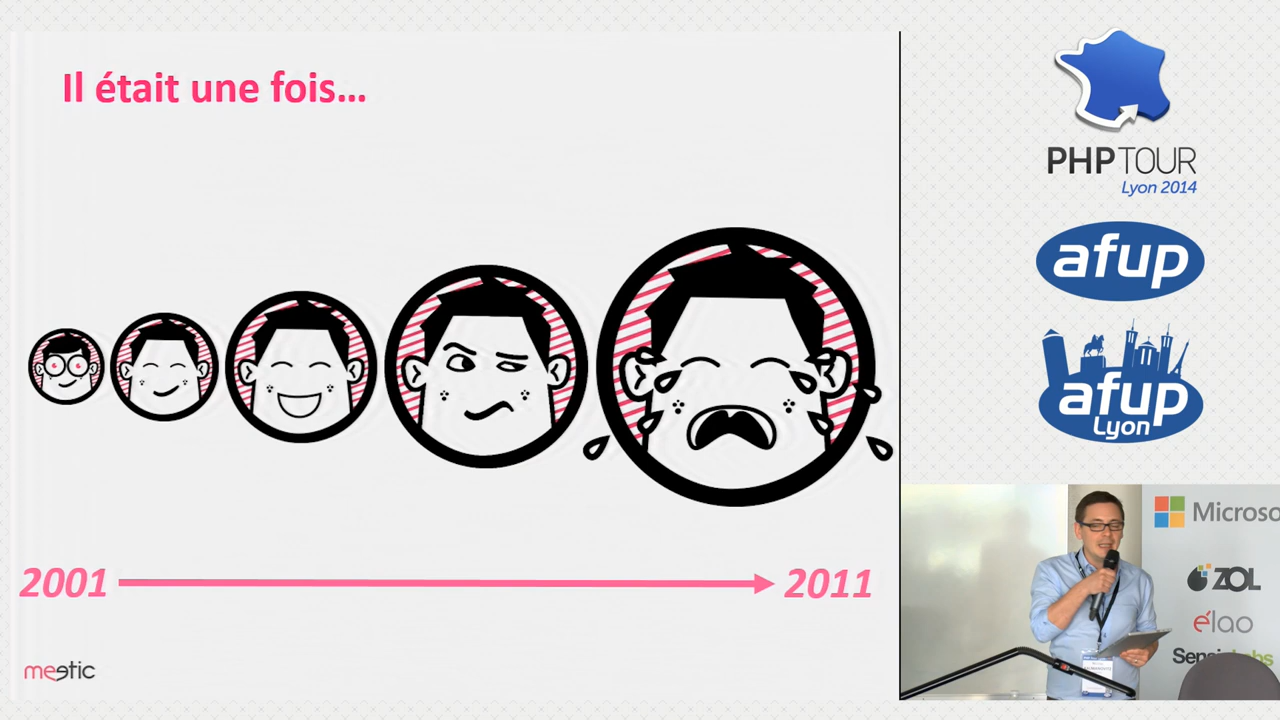 Il était une fois...
2001
2011
meetic
PHP TOUR
Lyon 2014
afup
afup
Lyon
Microso
ZOL
élao